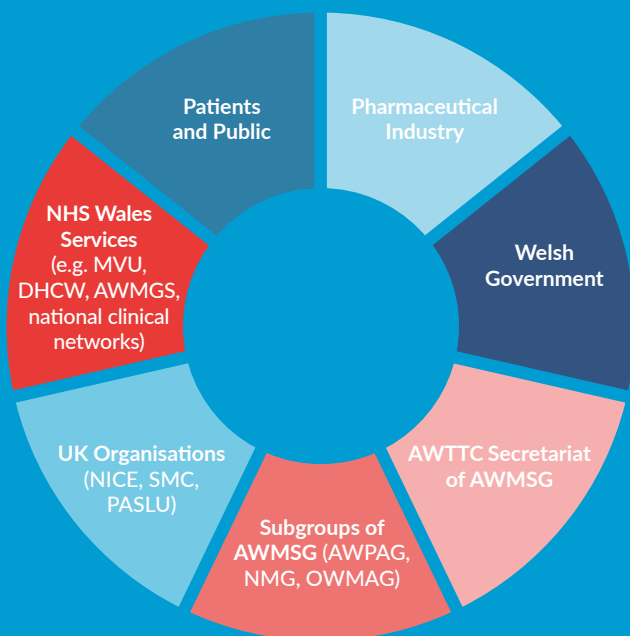 Patients
and Public
Pharmaceutical
Industry
Welsh
Government
AWTTC Secretariat
of AWMSG
Subgroups of
AWMSG (AWPAG,
NMG, OWMAG)
UK Organisations
(NICE, SMC,
PASLU)
NHS Wales
Services
(e.g. MVU,
DHCW, AWMGS,
national clinical
networks)